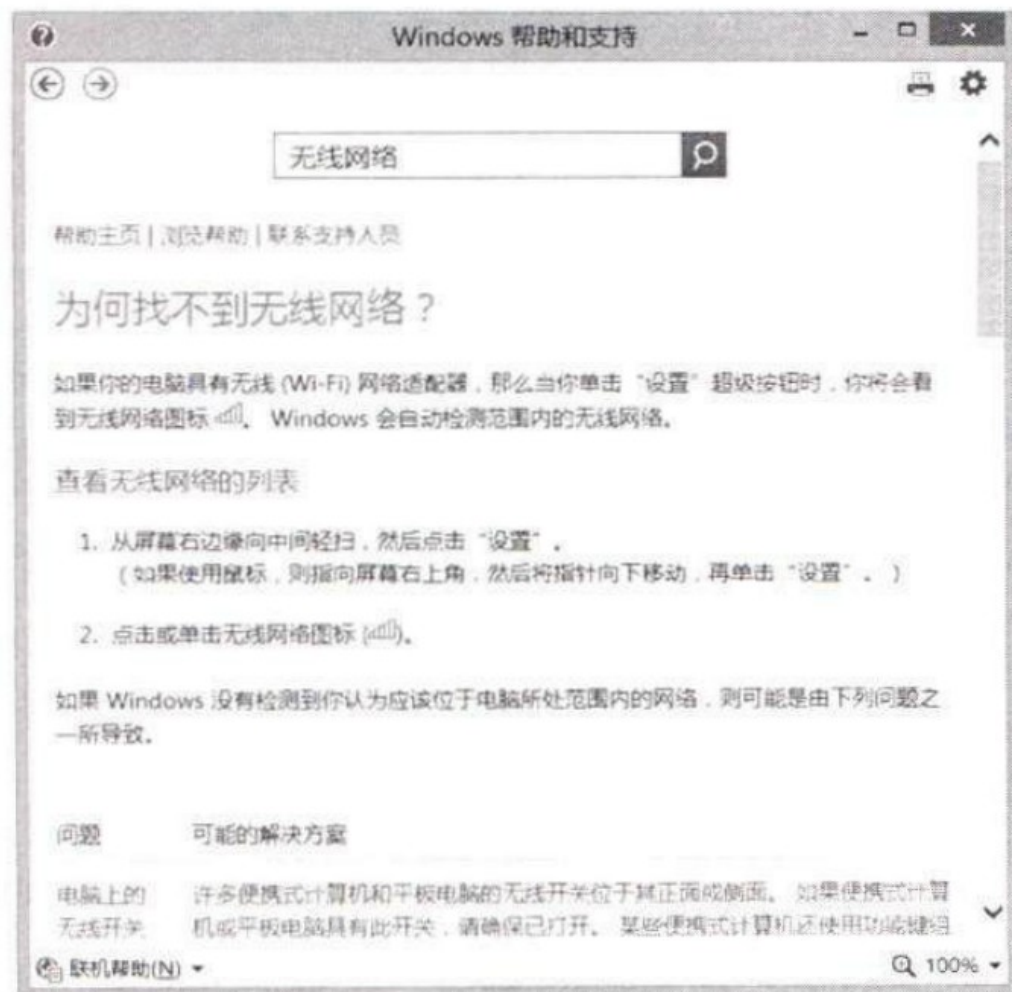 Windows 帮助和支持
无线网络
帮助主页 | 浏览帮助 | 联系支持人员
为何找不到无线网络？
如果你的电脑具有无线 (Wi-Fi) 网络适配器，那么当你单击“设置”超级按钮时，你将会看
到无线网络图标 。 Windows 会自动检测范围内的无线网络。
查看无线网络的列表
1. 从屏幕右边缘向中间轻扫，然后点击“设置”。
（如果使用鼠标，则指向屏幕右上角，然后将指针向下移动，再单击“设置”。）
2. 点击或单击无线网络图标 ()。
如果 Windows 没有检测到你认为应该位于电脑所处范围内的网络，则可能是由下列问题之
一所导致。
问题 可能的解决方案
电脑上的 许多便携式计算机和平板电脑的无线开关位于其正面或侧面。 如果便携式计算
无线开关 机或平板电脑具有此开关，请确保已打开。 某些便携式计算机还使用功能键组
联机帮助(N) 100%